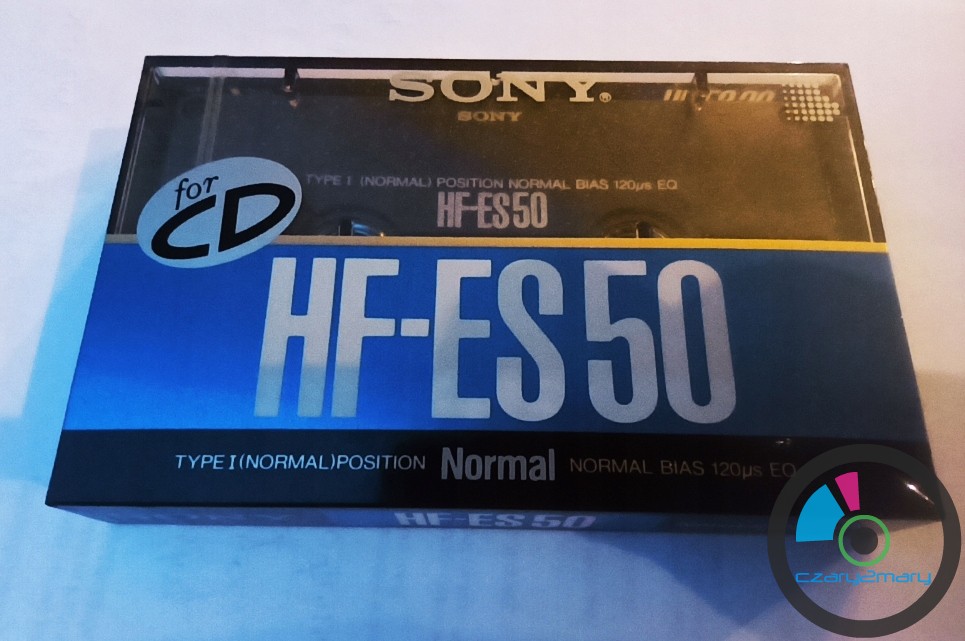 SONY®
SONY
for
CD
TYPE I (NORMAL) POSITION NORMAL BIAS 120µs EQ
HF-ES50
HF-ES50
TYPE I (NORMAL) POSITION Normal NORMAL BIAS 120µs EQ
HF-ES50
czary2mary